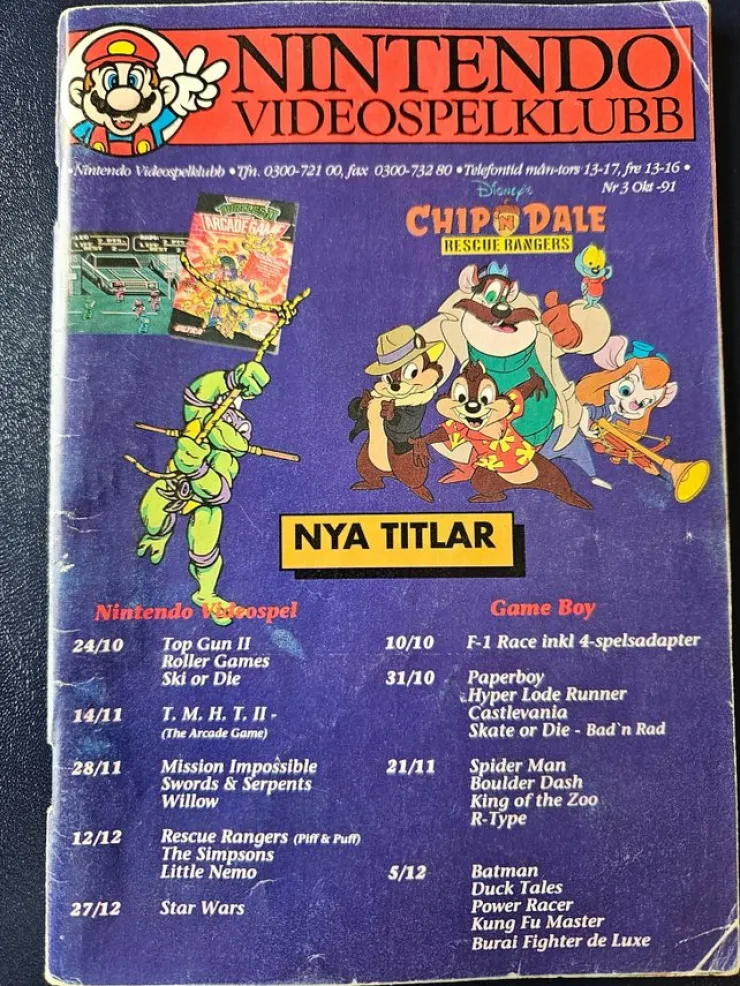 NINTENDO
VIDEOSPELKLUBB
•Nintendo Videospelklubb •Tfn. 0300-721 00, fax 0300-732 80 •Telefontid mån-tors 13-17, fre 13-16 •
Nr 3 Okt -91
Disney's
CHIP 'N DALE
RESCUE RANGERS
ARCADE GAME
ULTRA
NYA TITLAR
Nintendo Videospel
24/10 Top Gun II
Roller Games
Ski or Die
14/11 T. M. H. T. II -
(The Arcade Game)
28/11 Mission Impossible
Swords & Serpents
Willow
12/12 Rescue Rangers (Piff & Puff)
The Simpsons
Little Nemo
27/12 Star Wars
Game Boy
10/10 F-1 Race inkl 4-spelsadapter
31/10 Paperboy
Hyper Lode Runner
Castlevania
Skate or Die - Bad`n Rad
21/11 Spider Man
Boulder Dash
King of the Zoo
R-Type
5/12 Batman
Duck Tales
Power Racer
Kung Fu Master
Burai Fighter de Luxe